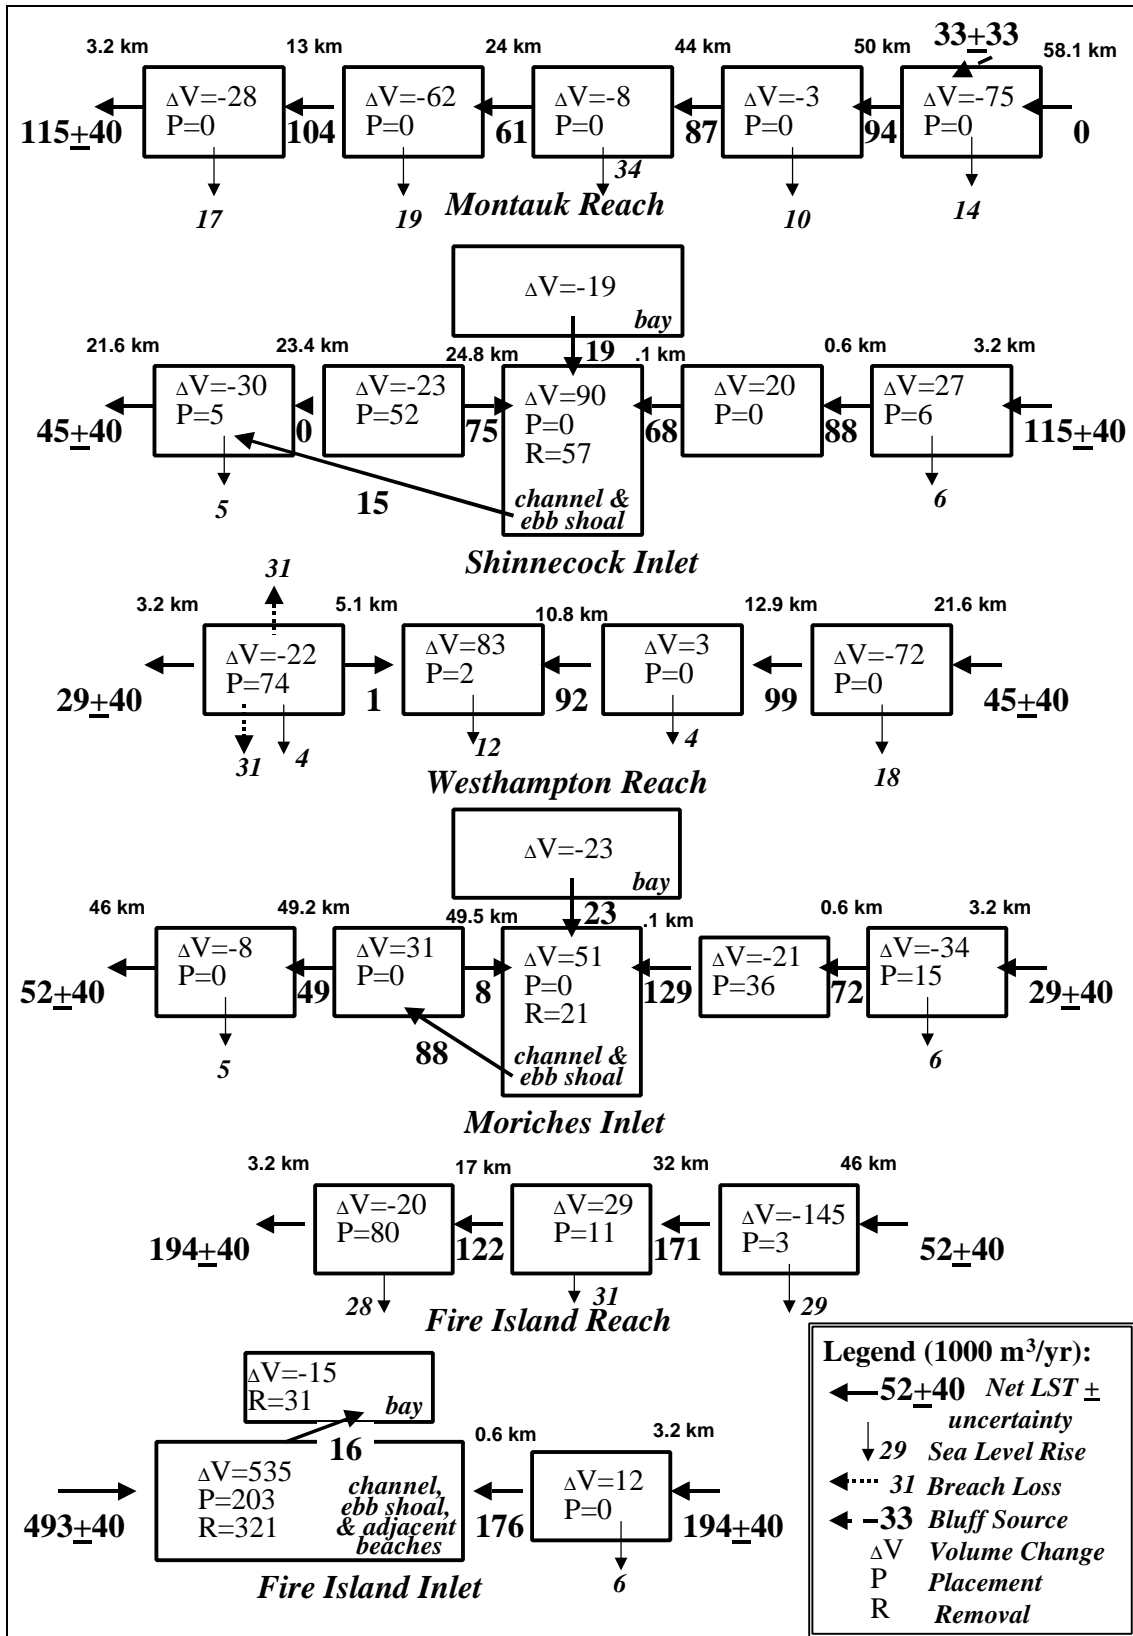 3.2 km 13 km 24 km 44 km 50 km 33±33 58.1 km
ΔV=-28 ΔV=-62 ΔV=-8 ΔV=-3 ΔV=-75
P=0 P=0 P=0 P=0 P=0
115±40 104 61 87 94 0
17 19 34 10 14
Montauk Reach
ΔV=-19
bay
21.6 km 23.4 km 24.8 km 19 .1 km 0.6 km 3.2 km
ΔV=-30 ΔV=-23 ΔV=90 ΔV=20 ΔV=27
P=5 P=52 P=0 P=0 P=6
R=57
45±40 0 75 68 88 115±40
5 15 channel & 6
ebb shoal
Shinnecock Inlet
31
3.2 km 5.1 km 10.8 km 12.9 km 21.6 km
ΔV=-22 ΔV=83 ΔV=3 ΔV=-72
P=74 P=2 P=0 P=0
29±40 1 92 99 45±40
31 4 12 4 18
Westhampton Reach
ΔV=-23
bay
46 km 49.2 km 49.5 km 23 .1 km 0.6 km 3.2 km
ΔV=-8 ΔV=31 ΔV=51 ΔV=-21 ΔV=-34
P=0 P=0 P=0 P=36 P=15
R=21
52±40 49 8 129 72 29±40
5 88 channel & 6
ebb shoal
Moriches Inlet
3.2 km 17 km 32 km 46 km
ΔV=-20 ΔV=29 ΔV=-145
P=80 P=11 P=3
194±40 122 171 52±40
28 31 29
Fire Island Reach
ΔV=-15
R=31 bay
16 0.6 km 3.2 km
ΔV=535 channel, ΔV=12
P=203 ebb shoal, P=0
R=321 & adjacent
beaches
493±40 176 194±40
6
Fire Island Inlet
Legend (1000 m³/yr):
52±40 Net LST ±
uncertainty
29 Sea Level Rise
31 Breach Loss
33 Bluff Source
ΔV Volume Change
P Placement
R Removal